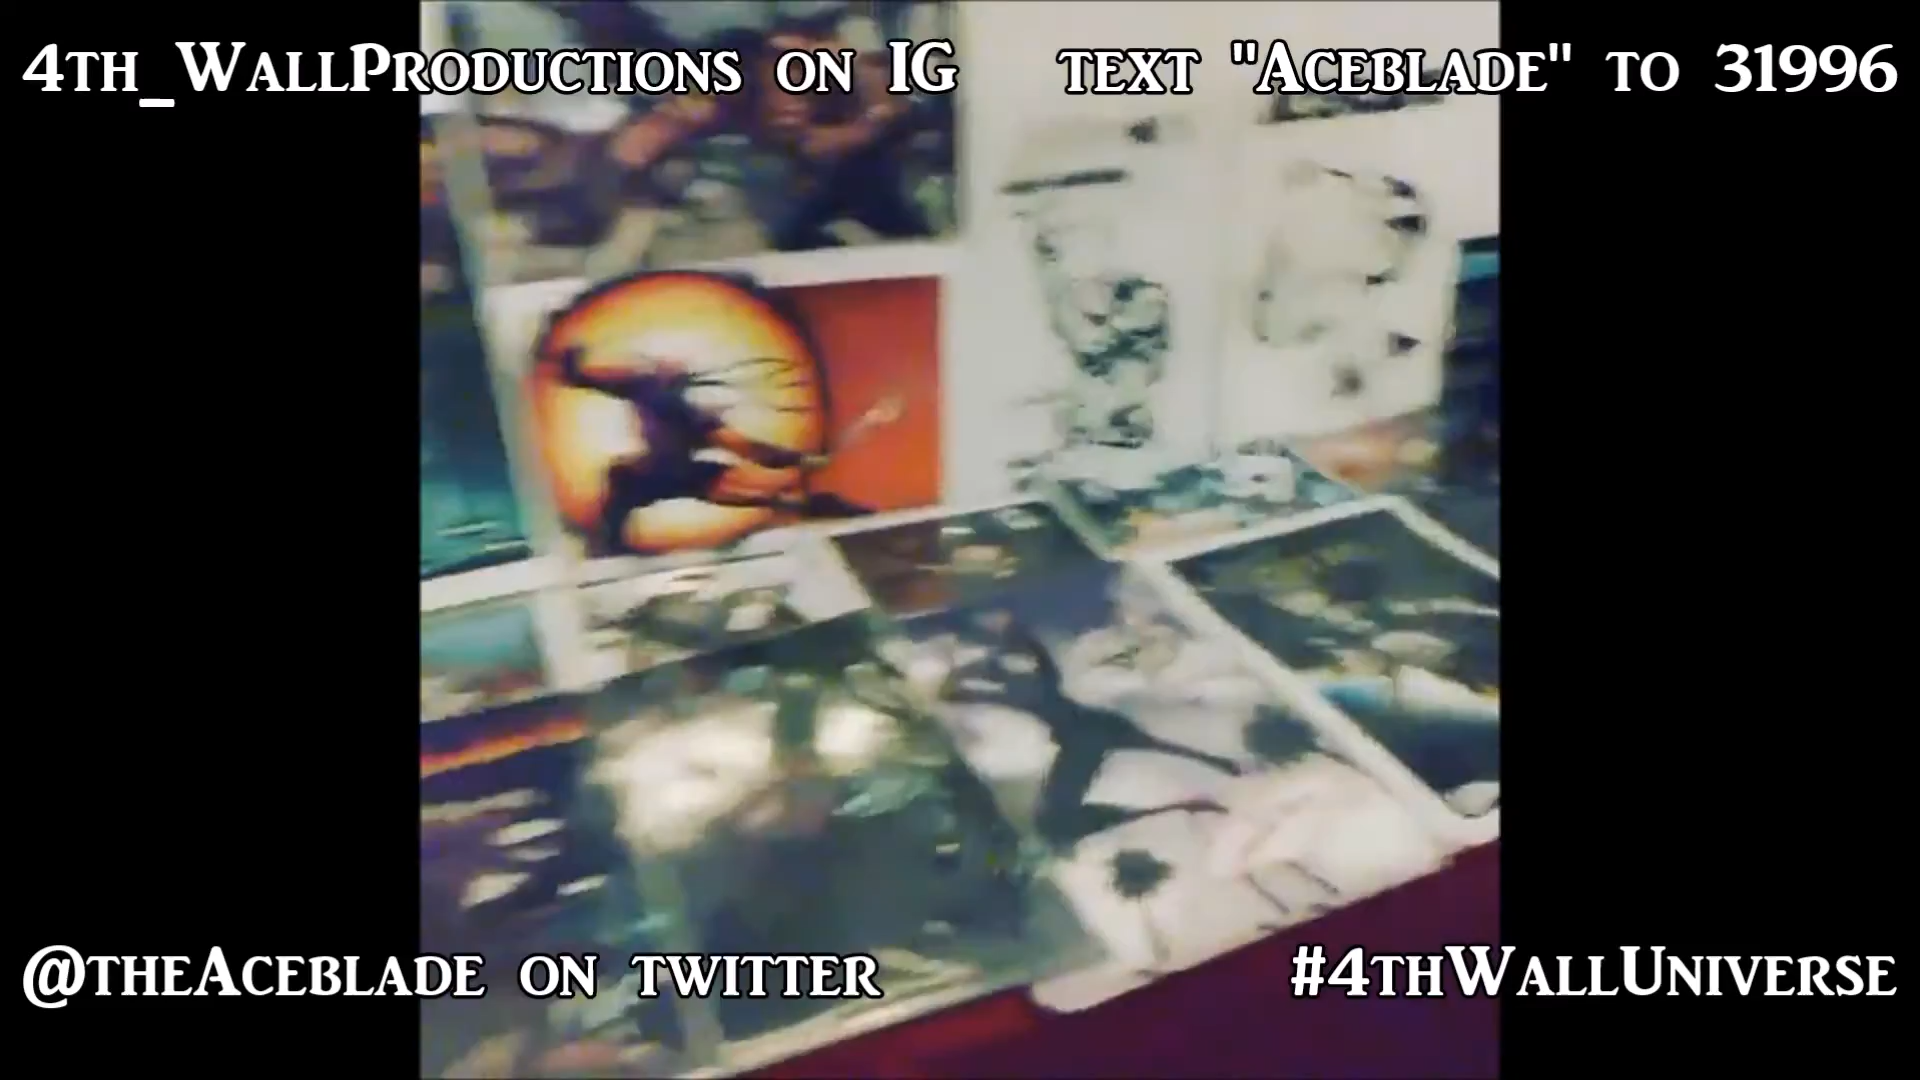 4th_WallProductions on IG
text "Aceblade" to 31996
@theAceblade on twitter
#4thWallUniverse